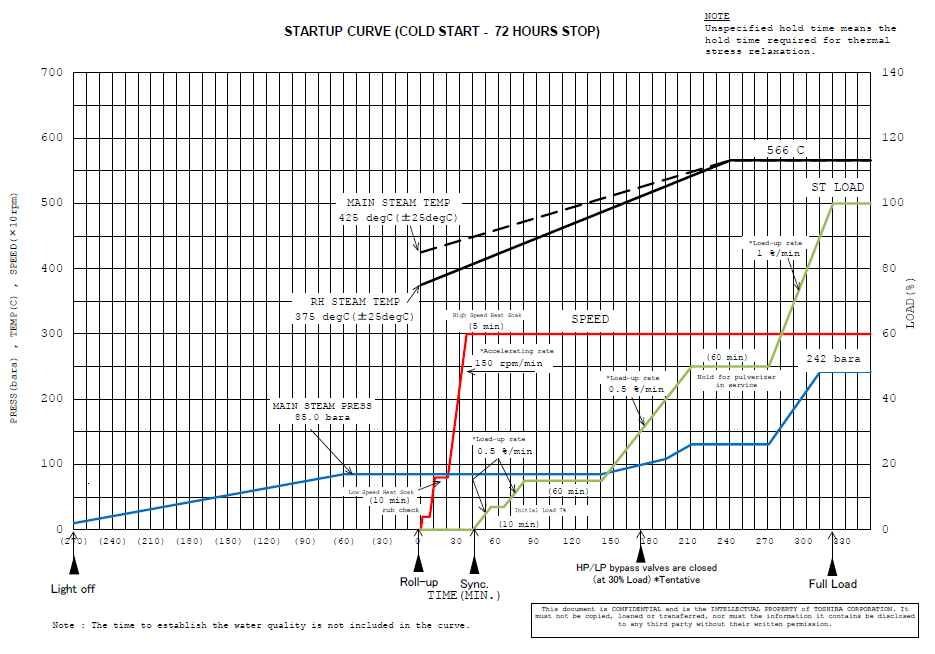 STARTUP CURVE (COLD START - 72 HOURS STOP)
NOTE
Unspecified hold time means the
hold time required for thermal
stress relaxation.
700
600
500
400
300
200
100
0
PRESS(bara) , TEMP(C) , SPEED(×10rpm)
140
120
100
80
60
40
20
0
LOAD(%)
566 C
ST LOAD
MAIN STEAM TEMP
425 degC(±25degC)
*Load-up rate
1 %/min
RH STEAM TEMP
375 degC(±25degC)
High Speed Heat Soak
(5 min)
SPEED
*Accelerating rate
150 rpm/min
(60 min)
242 bara
*Load-up rate
0.5 %/min
Hold for pulverizer
in service
MAIN STEAM PRESS
85.0 bara
*Load-up rate
0.5 %/min
Low Speed Heat Soak
(10 min)
rub check
(60 min)
Initial Load 7%
(10 min)
(270) (240) (210) (180) (150) (120) (90) (60) (30) 0 30 60 90 120 150 180 210 240 270 300 330
Light off
Roll-up
Sync.
HP/LP bypass valves are closed
(at 30% Load) *Tentative
Full Load
TIME(MIN.)
Note : The time to establish the water quality is not included in the curve.
This document is CONFIDENTIAL and is the INTELLECTUAL PROPERTY of TOSHIBA CORPORATION. It
must not be copied, loaned or transferred, nor must the information it contains be disclosed
to any third party without their written permission.